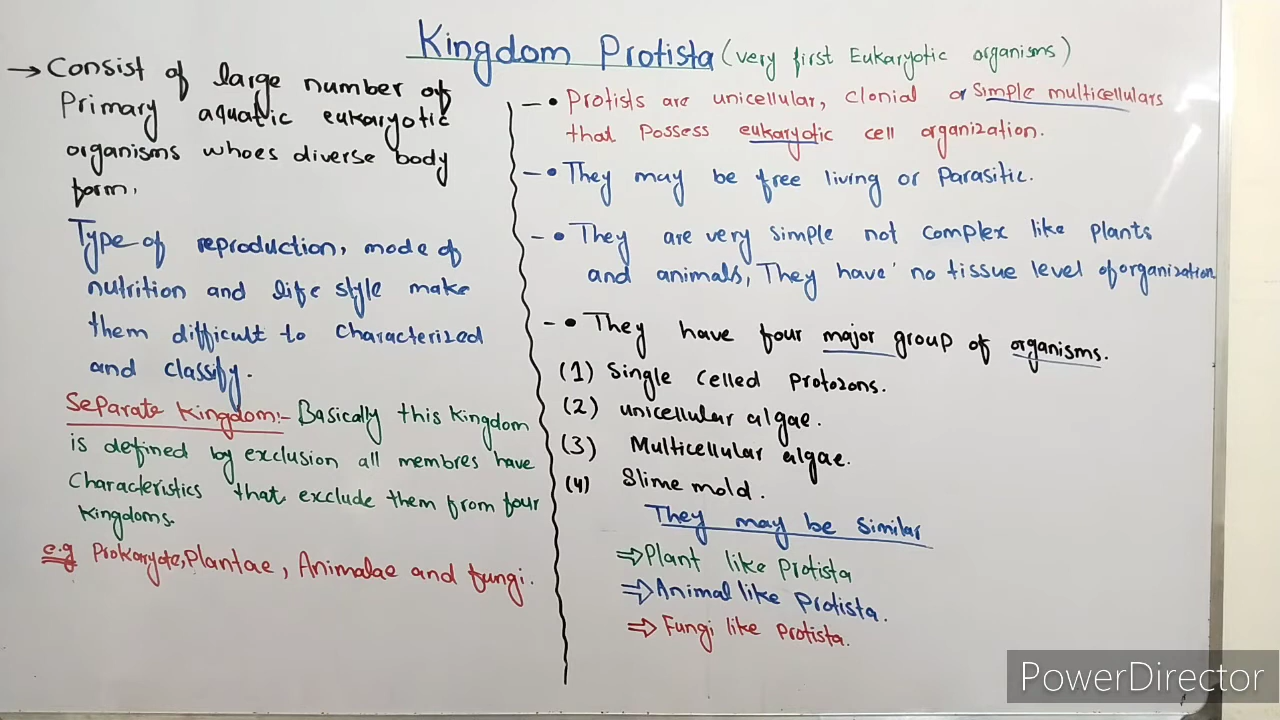 Kingdom Protista (very first Eukaryotic organisms)
→ Consist of large number of
Primary aquatic eukaryotic
organisms whoes diverse body
form.
Type of reproduction, mode of
nutrition and life style make
them difficult to characterized
and classify.
Separate Kingdom:- Basically this Kingdom
is defined by exclusion all membres have
Characteristics that exclude them from four
Kingdoms.
e.g Prokaryote, Plantae, Animalae and fungi.
- • Protists are unicellular, clonial or Simple multicellulars
that Possess eukaryotic cell organization.
- • They may be free living or Parasitic.
- • They are very simple not complex like plants
and animals, They have no tissue level of organization
- • They have four major group of organisms.
(1) Single celled protozons.
(2) unicellular algae.
(3) Multicellular algae.
(4) Slime mold.
They may be Similar
⇒ Plant like Protista
⇒ Animal like Protista.
⇒ Fungi like protista.
PowerDirector